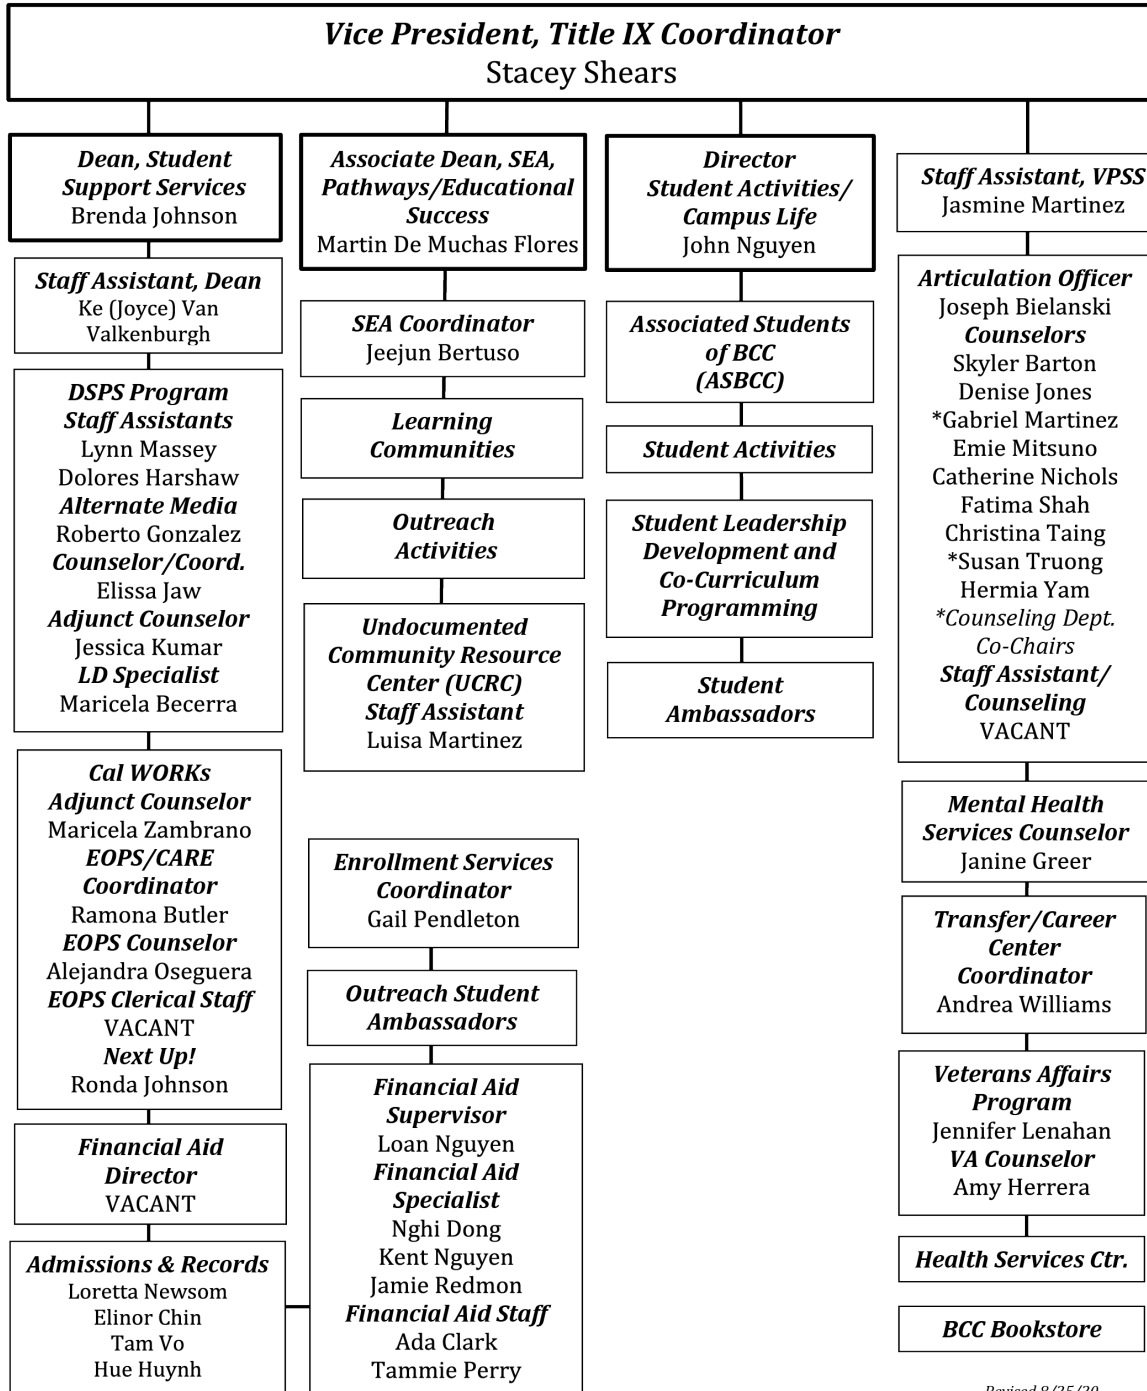 Vice President, Title IX Coordinator
Stacey Shears
Dean, Student
Support Services
Brenda Johnson
Staff Assistant, Dean
Ke (Joyce) Van
Valkenburgh
DSPS Program
Staff Assistants
Lynn Massey
Dolores Harshaw
Alternate Media
Roberto Gonzalez
Counselor/Coord.
Elissa Jaw
Adjunct Counselor
Jessica Kumar
LD Specialist
Maricela Becerra
Cal WORKs
Adjunct Counselor
Maricela Zambrano
EOPS/CARE
Coordinator
Ramona Butler
EOPS Counselor
Alejandra Oseguera
EOPS Clerical Staff
VACANT
Next Up!
Ronda Johnson
Financial Aid
Director
VACANT
Admissions & Records
Loretta Newsom
Elinor Chin
Tam Vo
Hue Huynh
Associate Dean, SEA,
Pathways/Educational
Success
Martin De Muchas Flores
SEA Coordinator
Jeejun Bertuso
Learning
Communities
Outreach
Activities
Undocumented
Community Resource
Center (UCRC)
Staff Assistant
Luisa Martinez
Enrollment Services
Coordinator
Gail Pendleton
Outreach Student
Ambassadors
Financial Aid
Supervisor
Loan Nguyen
Financial Aid
Specialist
Nghi Dong
Kent Nguyen
Jamie Redmon
Financial Aid Staff
Ada Clark
Tammie Perry
Director
Student Activities/
Campus Life
John Nguyen
Associated Students
of BCC
(ASBCC)
Student Activities
Student Leadership
Development and
Co-Curriculum
Programming
Student
Ambassadors
Staff Assistant, VPSS
Jasmine Martinez
Articulation Officer
Joseph Bielanski
Counselors
Skyler Barton
Denise Jones
*Gabriel Martinez
Emie Mitsuno
Catherine Nichols
Fatima Shah
Christina Taing
*Susan Truong
Hermia Yam
*Counseling Dept.
Co-Chairs
Staff Assistant/
Counseling
VACANT
Mental Health
Services Counselor
Janine Greer
Transfer/Career
Center
Coordinator
Andrea Williams
Veterans Affairs
Program
Jennifer Lenahan
VA Counselor
Amy Herrera
Health Services Ctr.
BCC Bookstore
Revised 8/25/20